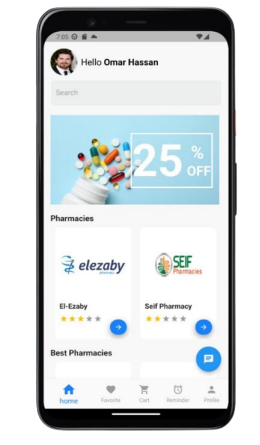 7:05
Hello Omar Hassan
Search
25 % OFF
Pharmacies
elezaby
SEIF
Pharmacies
El-Ezaby
Seif Pharmacy
Best Pharmacies
home
Favorite
Cart
Reminder
Profile